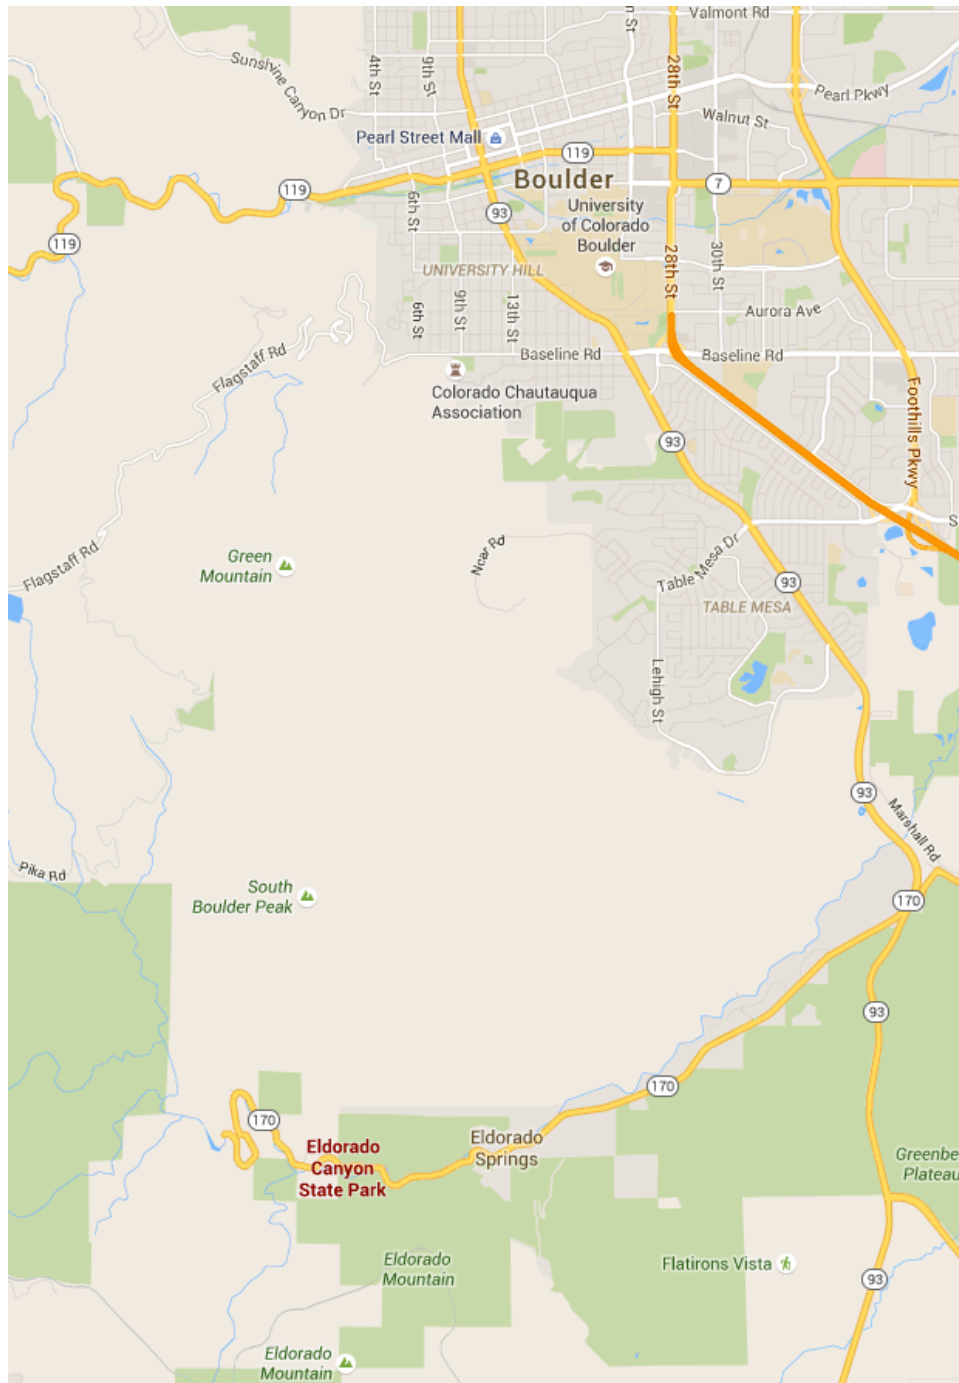 Valmont Rd
Sunshine Canyon Dr
4th St
9th St
28th St
Pearl Pkwy
Walnut St
Pearl Street Mall
119
Boulder
7
119
6th St
93
University
of Colorado
Boulder
119
UNIVERSITY HILL
28th St
30th St
6th St
9th St
13th St
Aurora Ave
Flagstaff Rd
Baseline Rd
Baseline Rd
Colorado Chautauqua
Association
Foothills Pkwy
93
Flagstaff Rd
Green
Mountain
Ncar Rd
Table Mesa Dr
93
TABLE MESA
Lehigh St
93
Marshall Rd
Pika Rd
South
Boulder Peak
170
93
170
170
Eldorado
Canyon
State Park
Eldorado
Springs
Greenbe
Plateau
Eldorado
Mountain
Flatirons Vista
93
Eldorado
Mountain